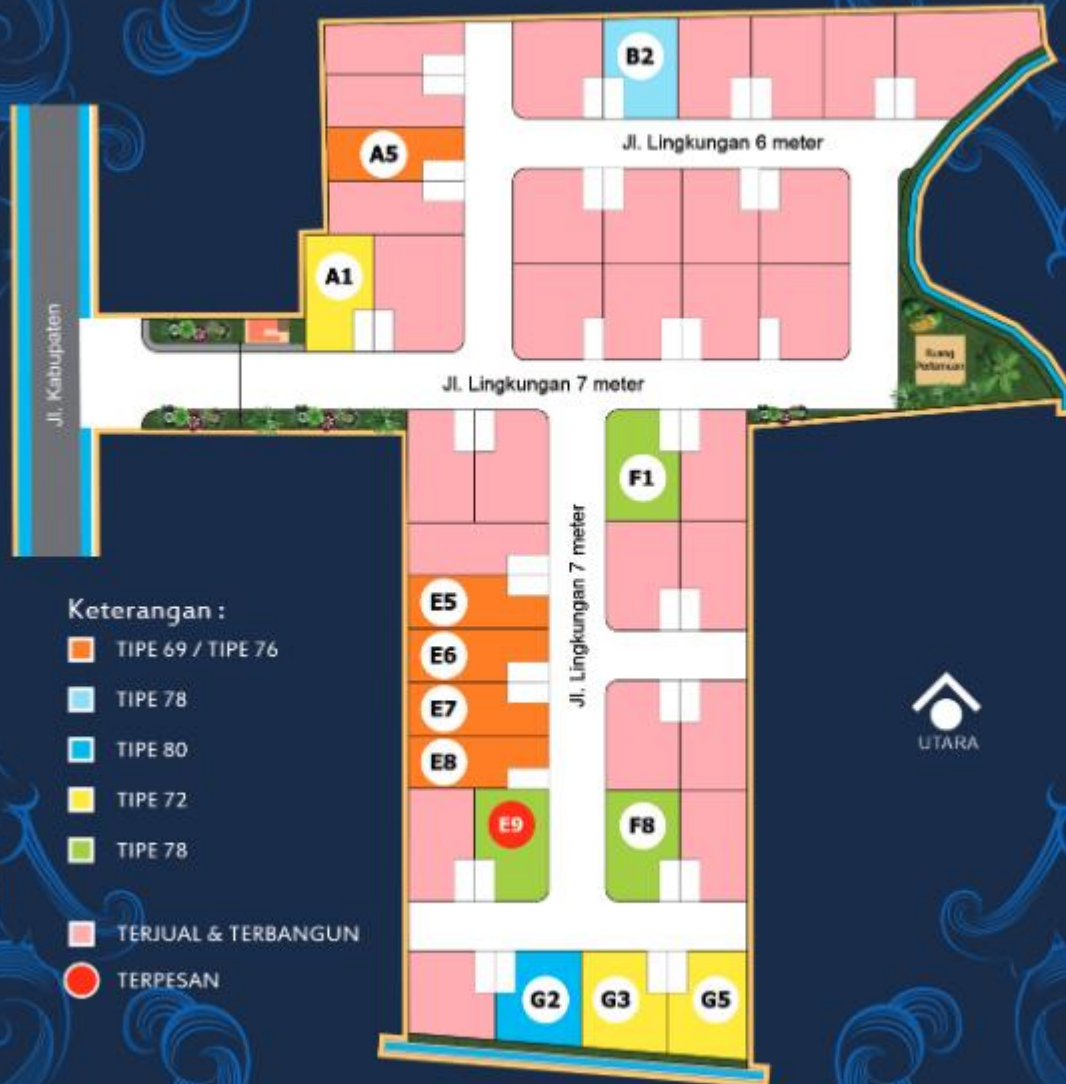 B2
Jl. Lingkungan 6 meter
A5
A1
Jl. Kabupaten
Jl. Lingkungan 7 meter
Ruang
Pertemuan
F1
Jl. Lingkungan 7 meter
E5
E6
E7
E8
E9
F8
G2
G3
G5
Keterangan :
TIPE 69 / TIPE 76
TIPE 78
TIPE 80
TIPE 72
TIPE 78
TERJUAL & TERBANGUN
TERPESAN
UTARA